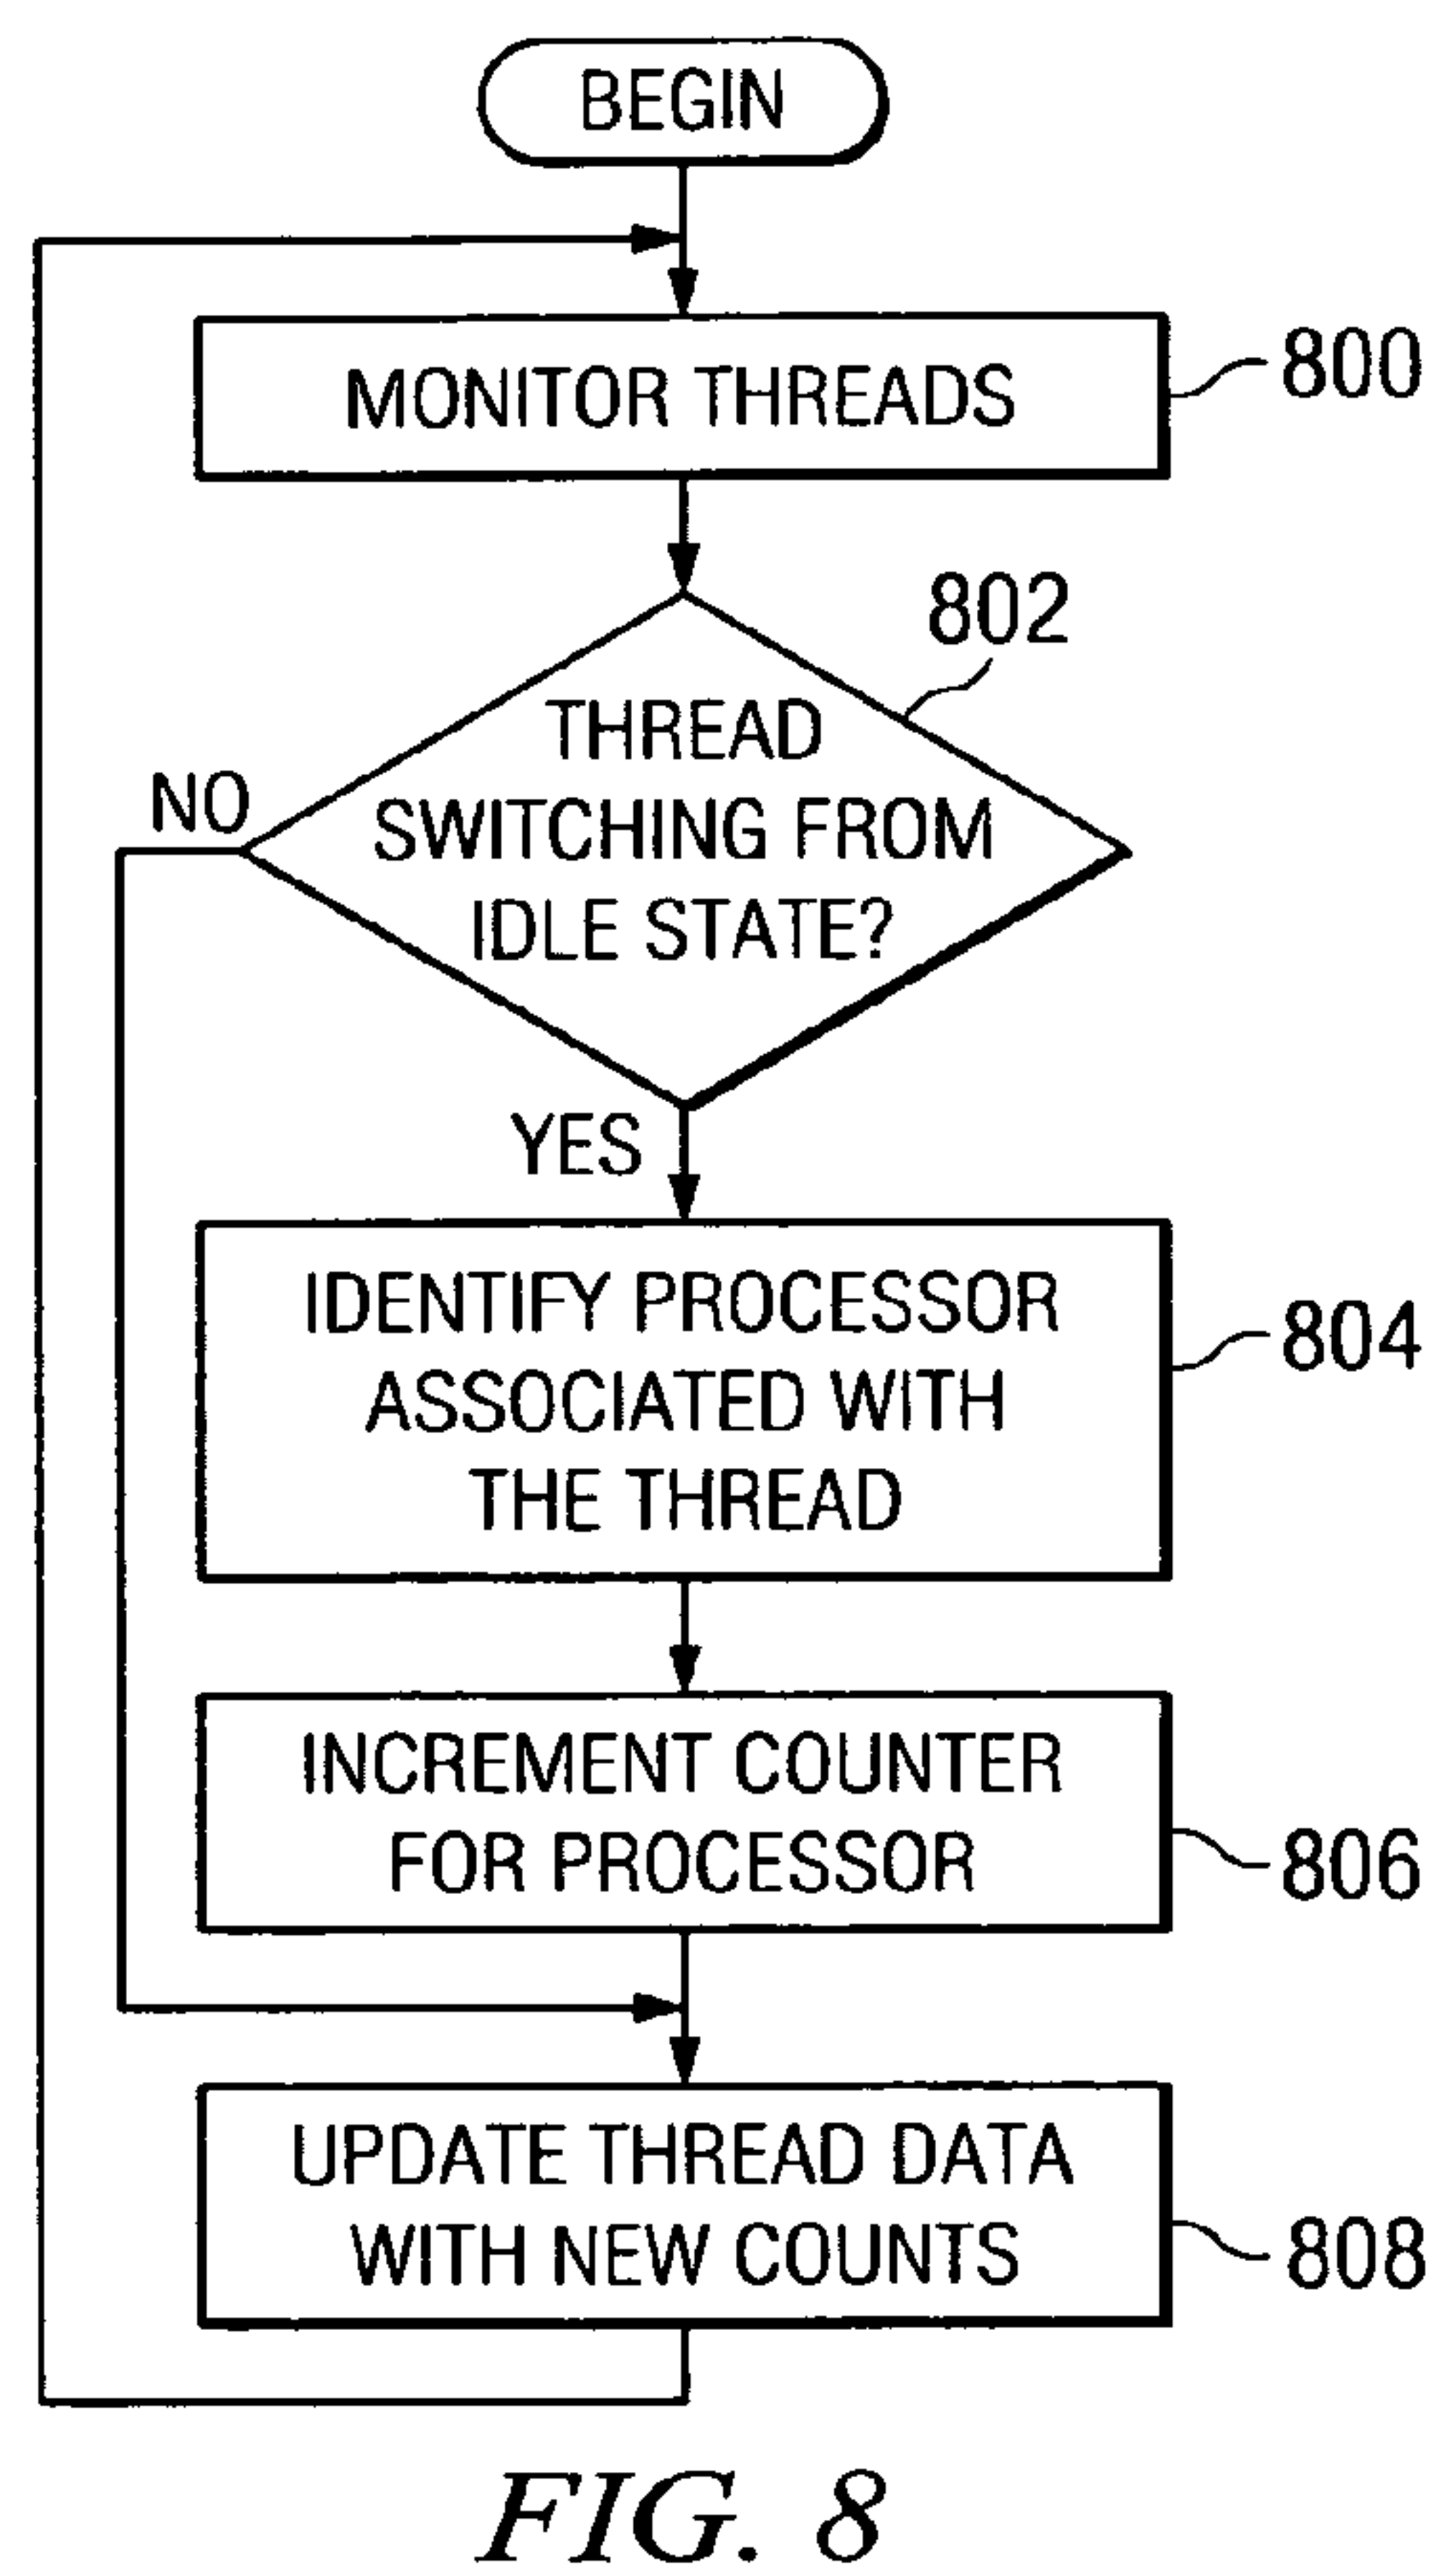 BEGIN
MONITOR THREADS
800
802
THREAD
SWITCHING FROM
IDLE STATE?
NO
YES
IDENTIFY PROCESSOR
ASSOCIATED WITH
THE THREAD
804
INCREMENT COUNTER
FOR PROCESSOR
806
UPDATE THREAD DATA
WITH NEW COUNTS
808
FIG. 8